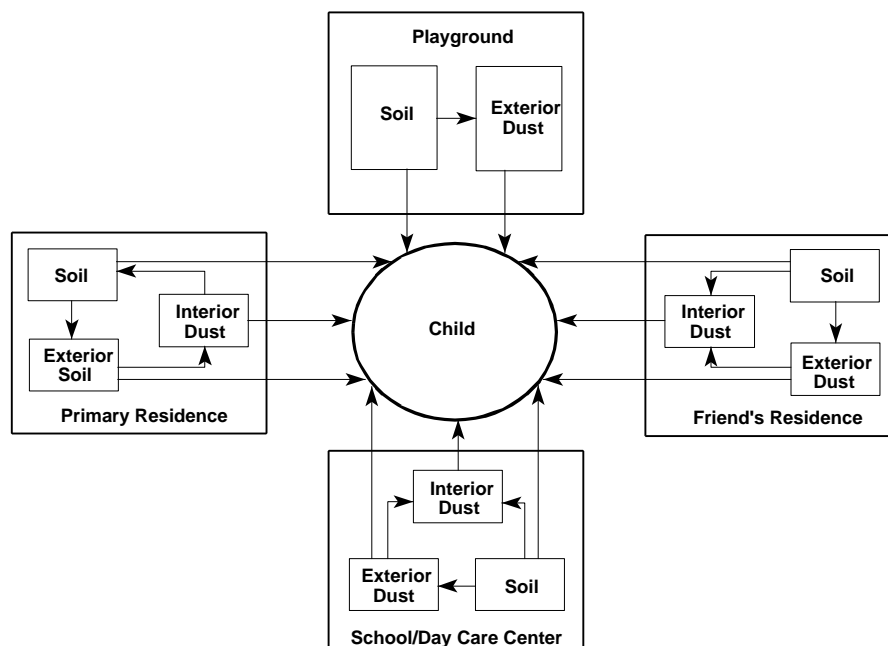 Playground
Soil
Exterior
Dust
Soil
Interior
Dust
Exterior
Soil
Primary Residence
Child
Soil
Interior
Dust
Exterior
Dust
Friend's Residence
Interior
Dust
Exterior
Dust
Soil
School/Day Care Center